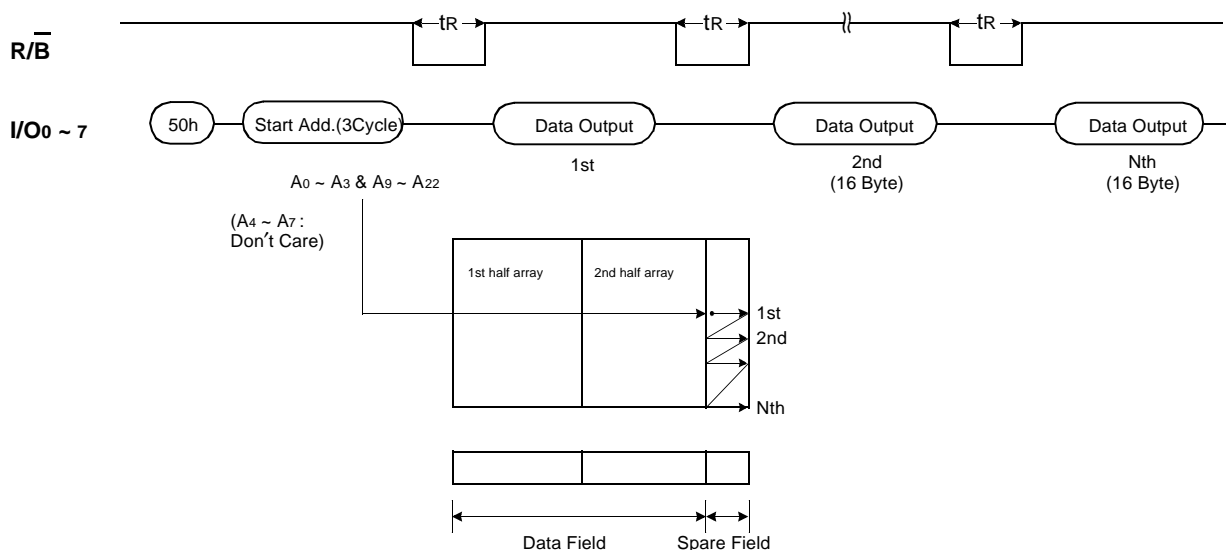 tR tR tR
R/B
I/O0 ~ 7
50h Start Add.(3Cycle) Data Output Data Output Data Output
1st 2nd Nth
(16 Byte) (16 Byte)
A0 ~ A3 & A9 ~ A22
(A4 ~ A7 :
Don't Care)
1st half array 2nd half array
1st
2nd
Nth
Data Field Spare Field